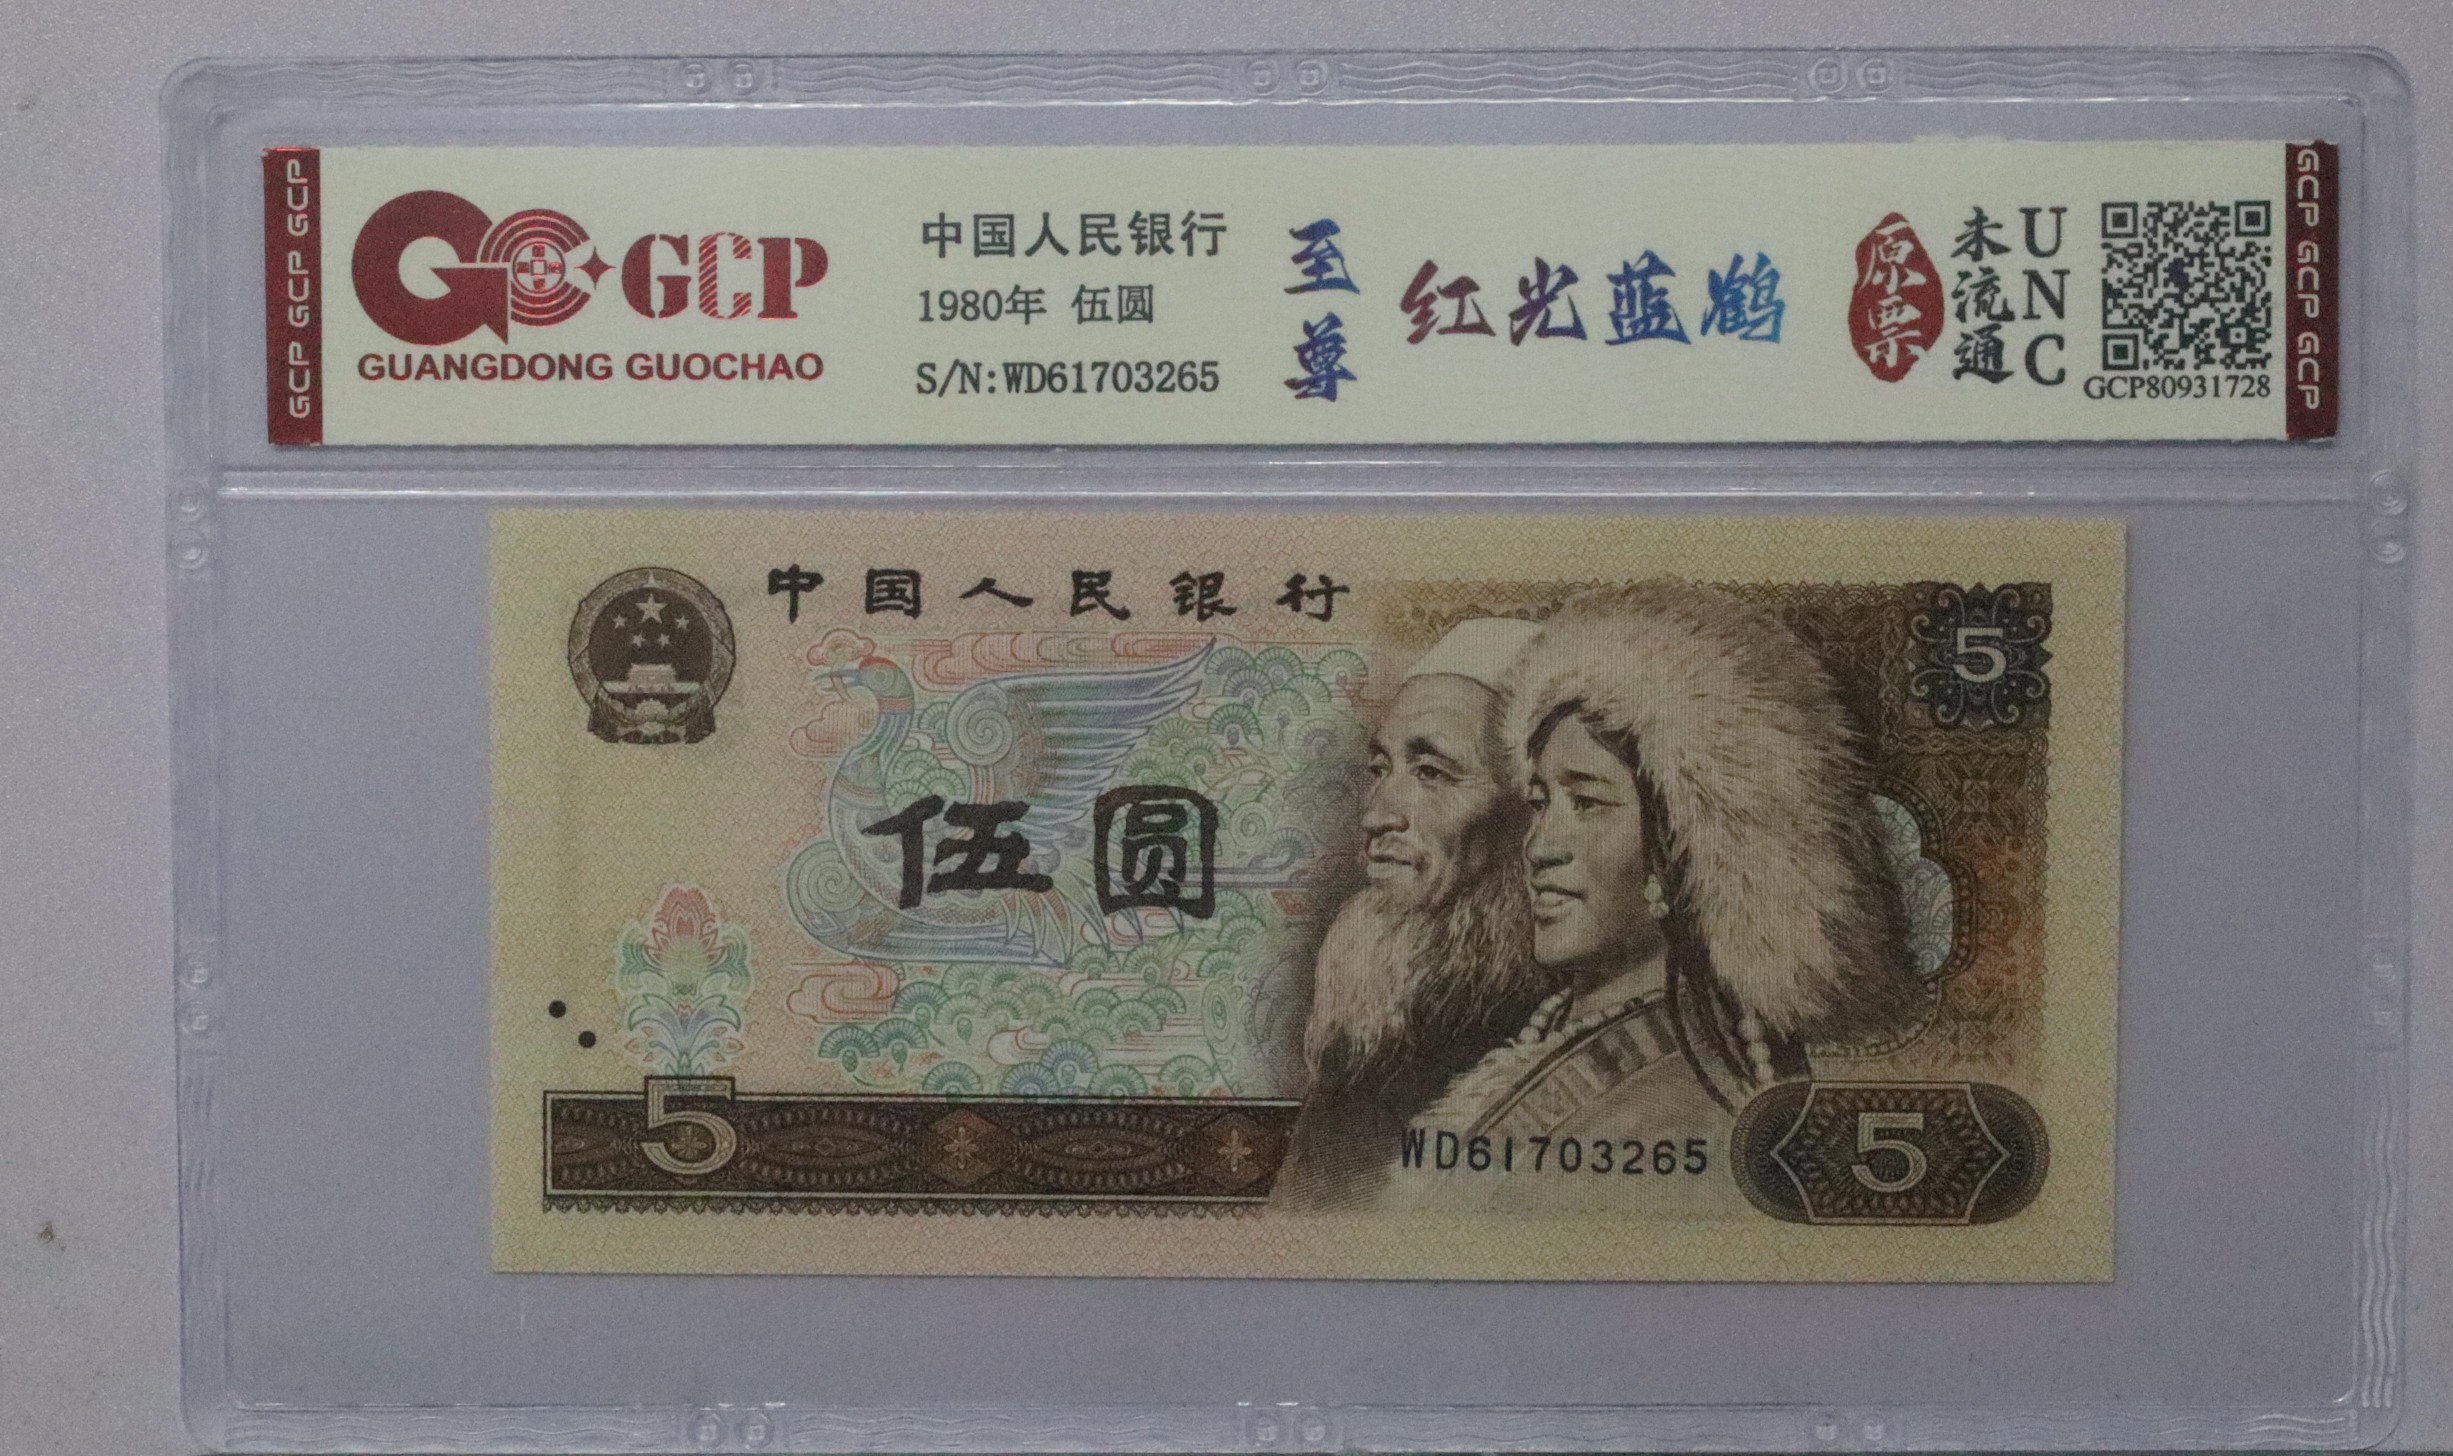 GCP GCP GCP
GCP
GUANGDONG GUOCHAO
中国人民银行
1980年 伍圆
S/N:WD61703265
至尊
红光蓝鹤
原票
未流通
UNC
GCP80931728
GCP GCP GCP
中国人民银行
5
伍圆
5
WD61703265
5